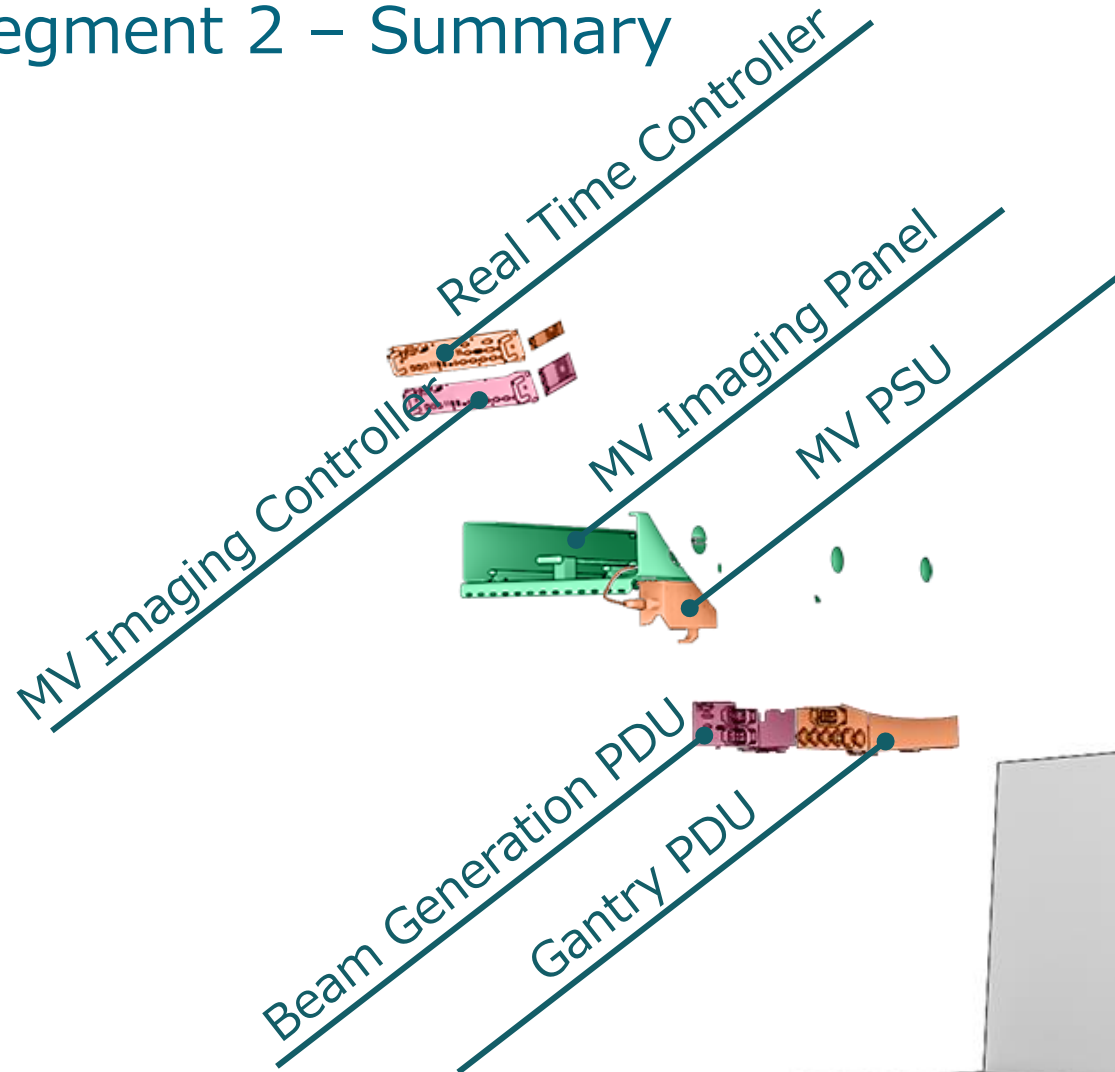 egment 2 – Summary
Real Time Controller
MV Imaging Controller
MV Imaging Panel
MV PSU
Beam Generation PDU
Gantry PDU